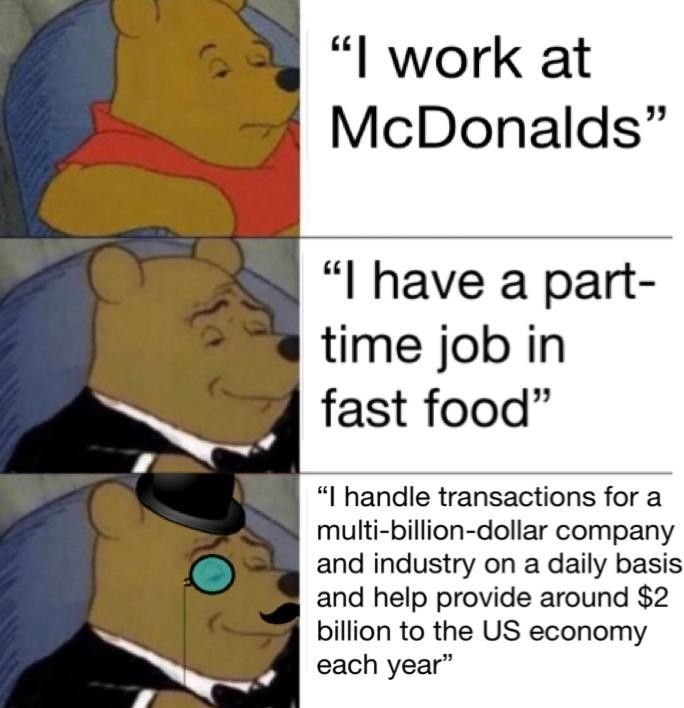 “I work at
McDonalds”
“I have a part-
time job in
fast food”
“I handle transactions for a
multi-billion-dollar company
and industry on a daily basis
and help provide around $2
billion to the US economy
each year”